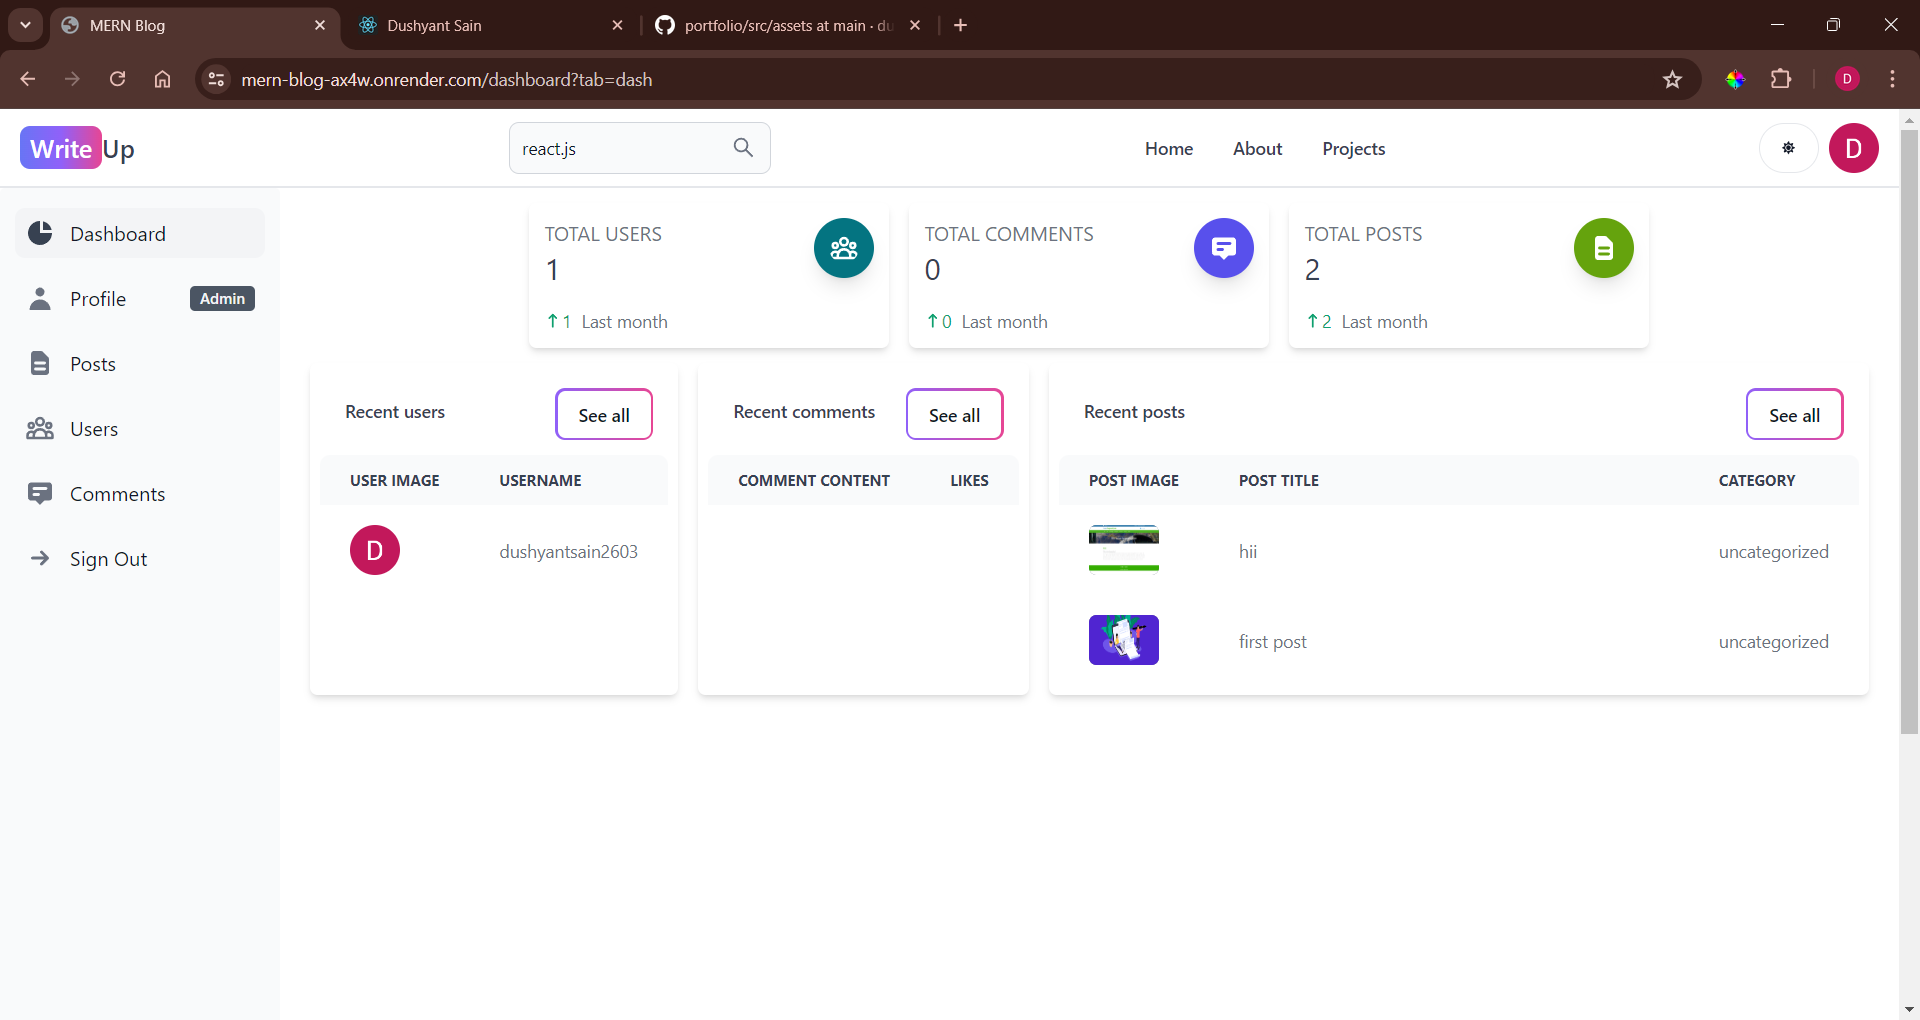 MERN Blog
Dushyant Sain
portfolio/src/assets at main · du
mern-blog-ax4w.onrender.com/dashboard?tab=dash
D
WriteUp
react.js
Home
About
Projects
D
Dashboard
Profile
Admin
Posts
Users
Comments
Sign Out
TOTAL USERS
1
1 Last month
TOTAL COMMENTS
0
0 Last month
TOTAL POSTS
2
2 Last month
Recent users
See all
USER IMAGE USERNAME
D dushyantsain2603
Recent comments
See all
COMMENT CONTENT LIKES
Recent posts
See all
POST IMAGE POST TITLE CATEGORY
hii uncategorized
first post uncategorized